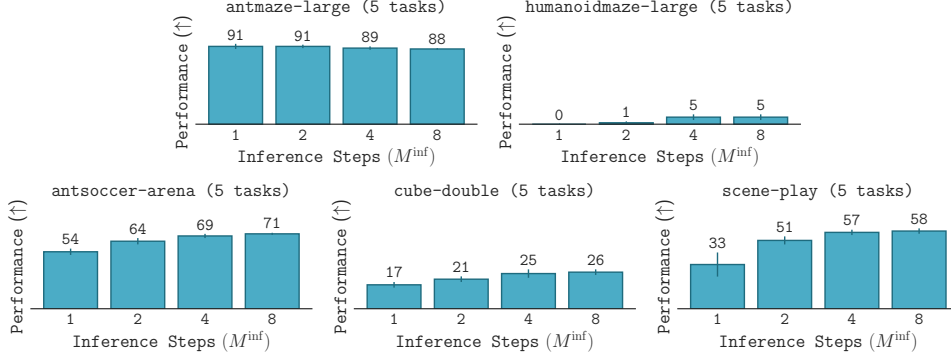 antmaze-large (5 tasks)
Performance (↑)
91 91 89 88
1 2 4 8
Inference Steps (M^inf)
humanoidmaze-large (5 tasks)
Performance (↑)
0 1 5 5
1 2 4 8
Inference Steps (M^inf)
antsoccer-arena (5 tasks)
Performance (↑)
54 64 69 71
1 2 4 8
Inference Steps (M^inf)
cube-double (5 tasks)
Performance (↑)
17 21 25 26
1 2 4 8
Inference Steps (M^inf)
scene-play (5 tasks)
Performance (↑)
33 51 57 58
1 2 4 8
Inference Steps (M^inf)